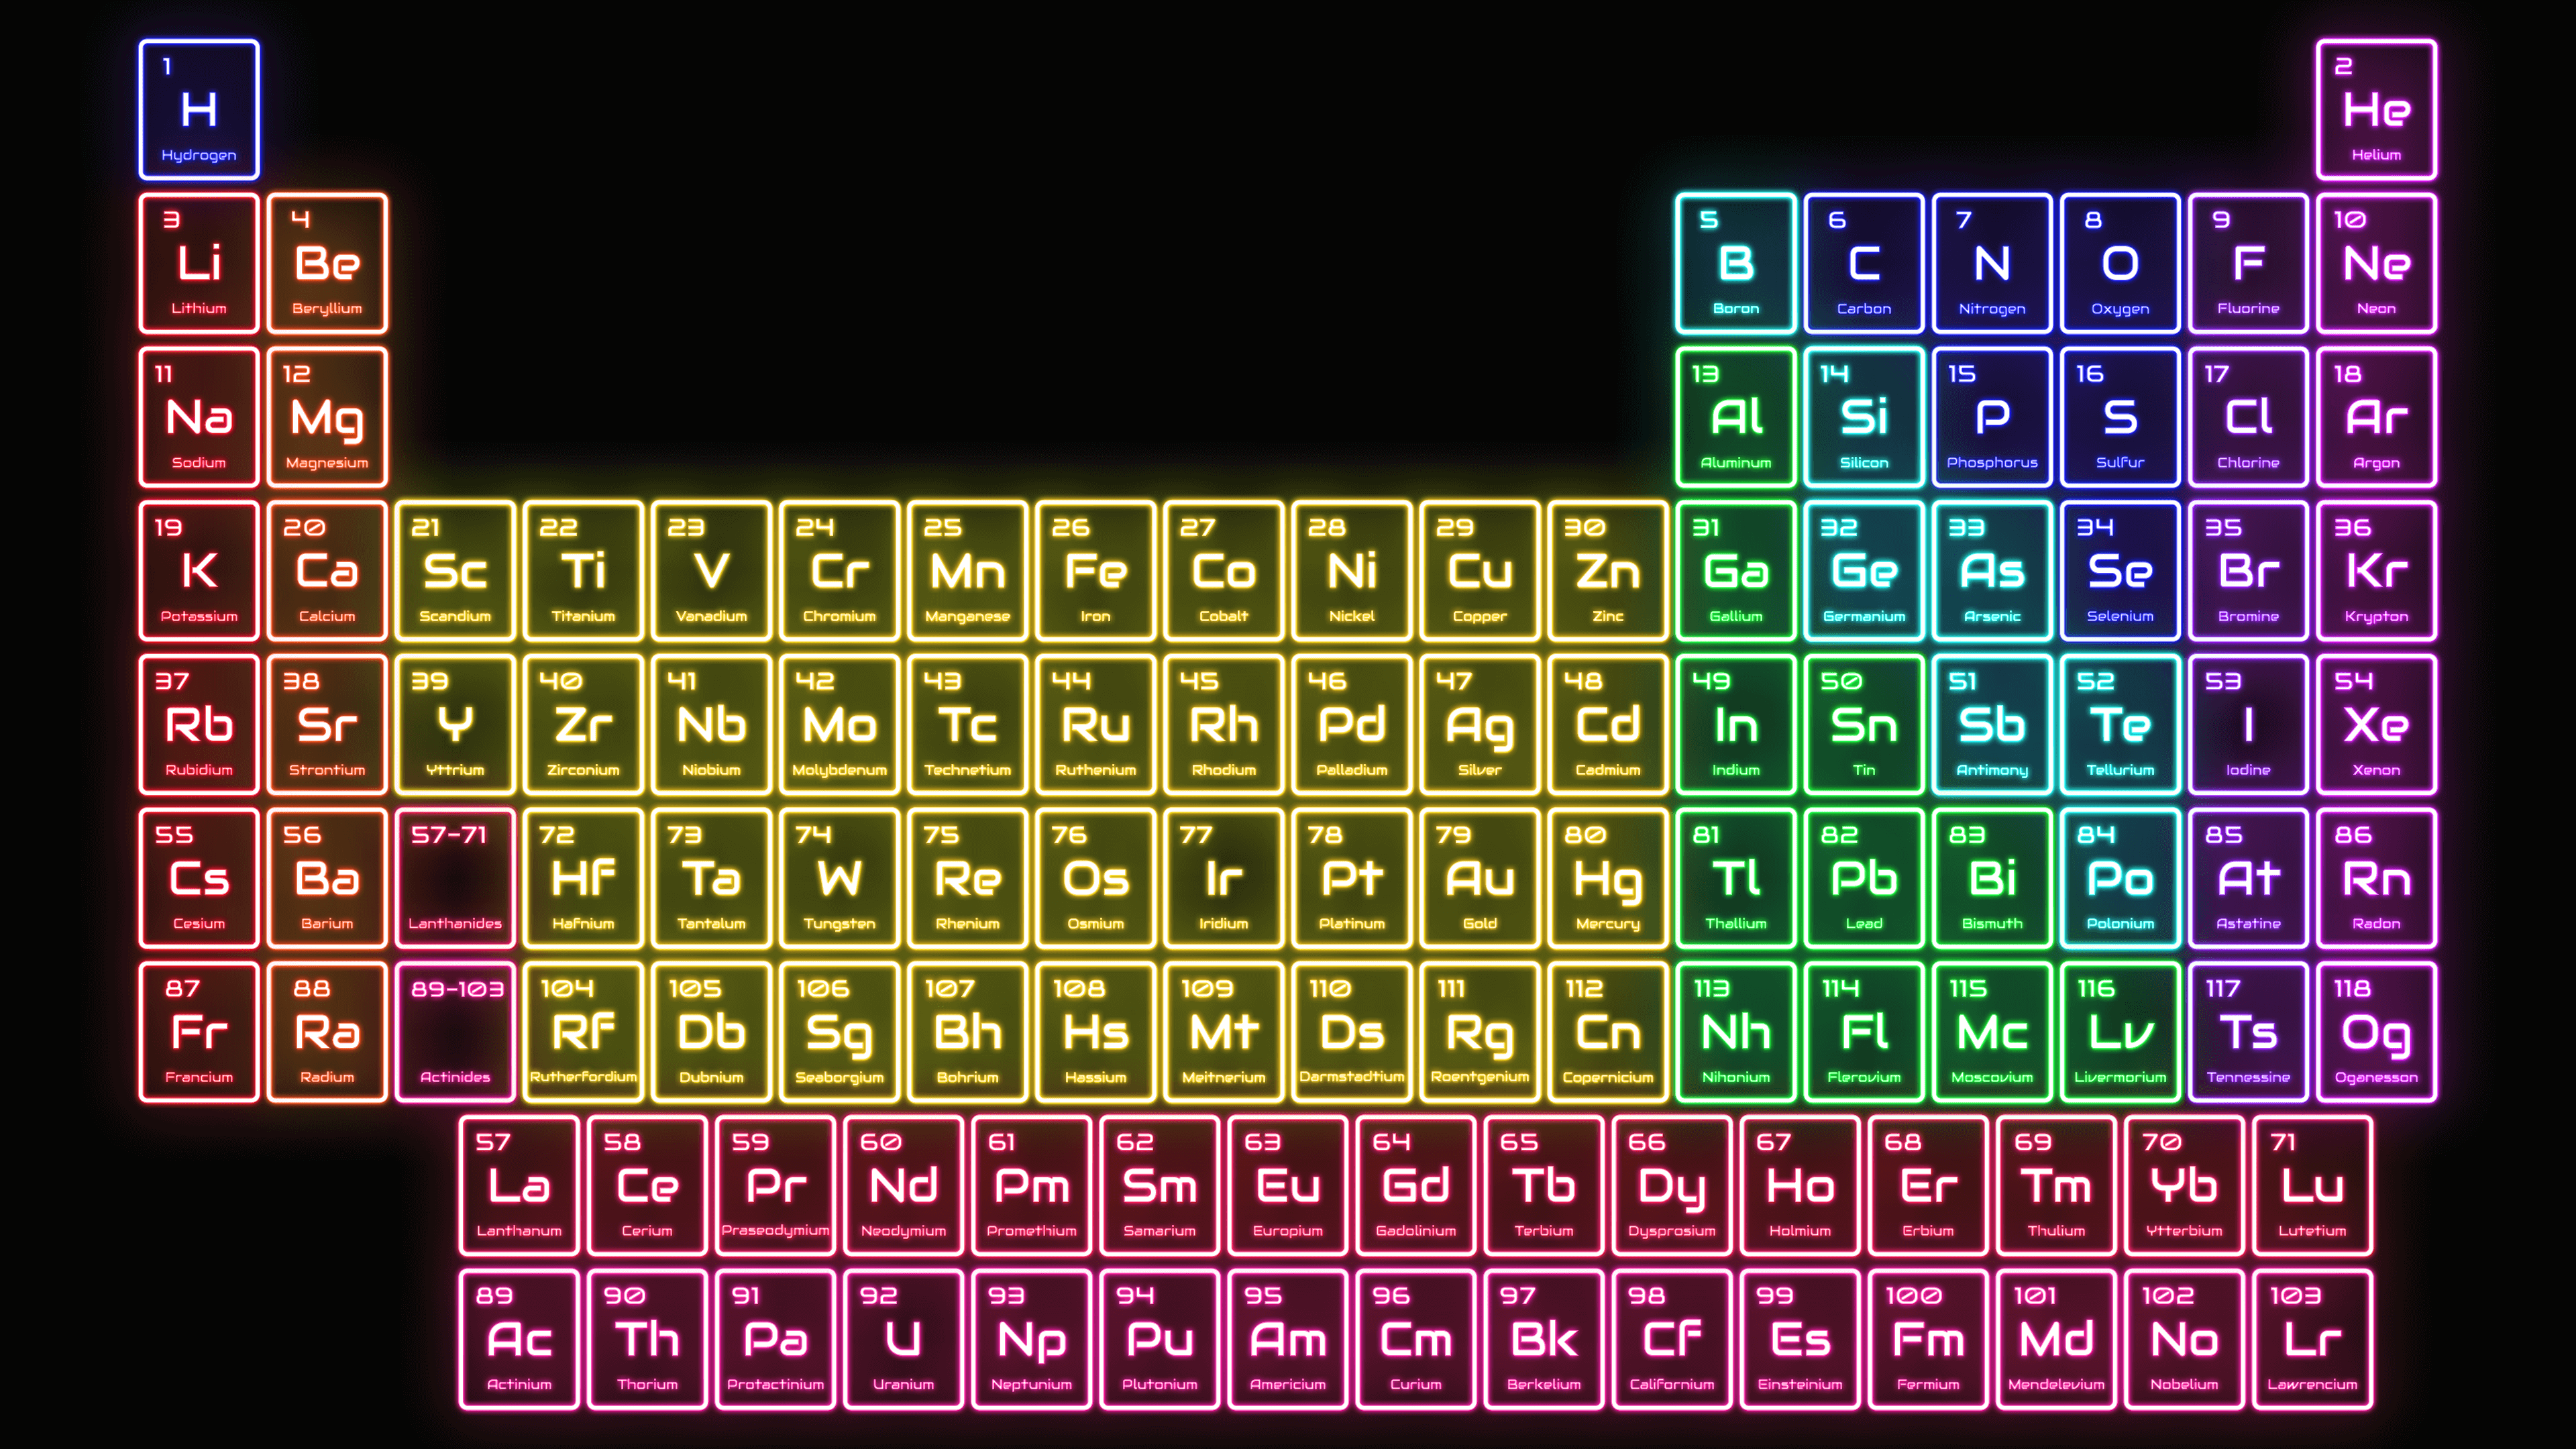 1 2
H He
Hydrogen Helium
3 4 5 6 7 8 9 10
Li Be B C N O F Ne
Lithium Beryllium Boron Carbon Nitrogen Oxygen Fluorine Neon
11 12 13 14 15 16 17 18
Na Mg Al Si P S Cl Ar
Sodium Magnesium Aluminum Silicon Phosphorus Sulfur Chlorine Argon
19 20 21 22 23 24 25 26 27 28 29 30 31 32 33 34 35 36
K Ca Sc Ti V Cr Mn Fe Co Ni Cu Zn Ga Ge As Se Br Kr
Potassium Calcium Scandium Titanium Vanadium Chromium Manganese Iron Cobalt Nickel Copper Zinc Gallium Germanium Arsenic Selenium Bromine Krypton
37 38 39 40 41 42 43 44 45 46 47 48 49 50 51 52 53 54
Rb Sr Y Zr Nb Mo Tc Ru Rh Pd Ag Cd In Sn Sb Te I Xe
Rubidium Strontium Yttrium Zirconium Niobium Molybdenum Technetium Ruthenium Rhodium Palladium Silver Cadmium Indium Tin Antimony Tellurium Iodine Xenon
55 56 57-71 72 73 74 75 76 77 78 79 80 81 82 83 84 85 86
Cs Ba Hf Ta W Re Os Ir Pt Au Hg Tl Pb Bi Po At Rn
Cesium Barium Lanthanides Hafnium Tantalum Tungsten Rhenium Osmium Iridium Platinum Gold Mercury Thallium Lead Bismuth Polonium Astatine Radon
87 88 89-103 104 105 106 107 108 109 110 111 112 113 114 115 116 117 118
Fr Ra Rf Db Sg Bh Hs Mt Ds Rg Cn Nh Fl Mc Lv Ts Og
Francium Radium Actinides Rutherfordium Dubnium Seaborgium Bohrium Hassium Meitnerium Darmstadtium Roentgenium Copernicium Nihonium Flerovium Moscovium Livermorium Tennessine Oganesson
57 58 59 60 61 62 63 64 65 66 67 68 69 70 71
La Ce Pr Nd Pm Sm Eu Gd Tb Dy Ho Er Tm Yb Lu
Lanthanum Cerium Praseodymium Neodymium Promethium Samarium Europium Gadolinium Terbium Dysprosium Holmium Erbium Thulium Ytterbium Lutetium
89 90 91 92 93 94 95 96 97 98 99 100 101 102 103
Ac Th Pa U Np Pu Am Cm Bk Cf Es Fm Md No Lr
Actinium Thorium Protactinium Uranium Neptunium Plutonium Americium Curium Berkelium Californium Einsteinium Fermium Mendelevium Nobelium Lawrencium